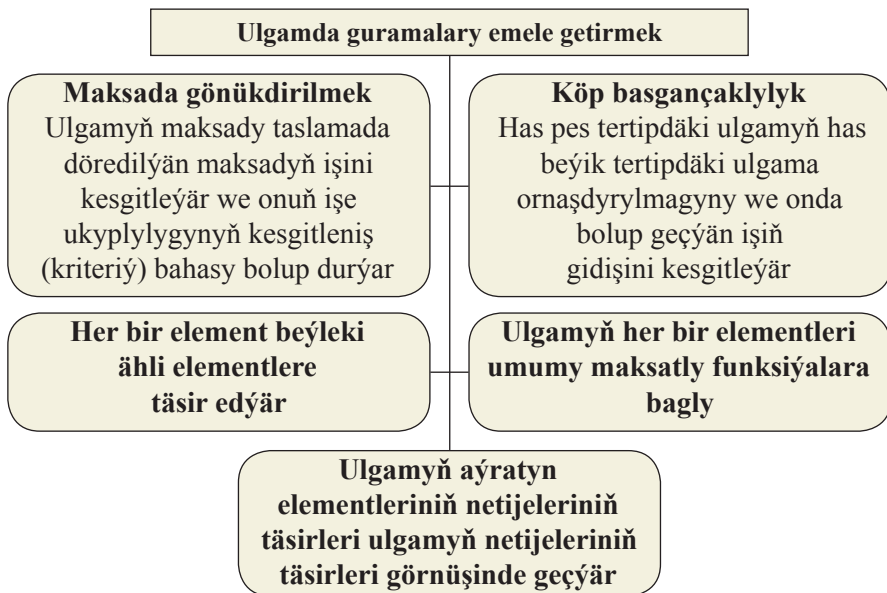 Ulgamda guramalary emele getirmek
Maksada gönükdirilmek
Ulgamyň maksady taslamada
döredilýän maksadyň işini
kesgitleýär we onuň işe
ukyplylygynyň kesgitleniş
(kriteriý) bahasy bolup durýar
Köp basgançaklylyk
Has pes tertipdäki ulgamyň has
beýik tertipdäki ulgama
ornaşdyrylmagyny we onda
bolup geçýän işiň
gidişini kesgitleýär
Her bir element beýleki
ähli elementlere
täsir edýär
Ulgamyň her bir elementleri
umumy maksatly funksiýalara
bagly
Ulgamyň aýratyn
elementleriniň netijeleriniň
täsirleri ulgamyň netijeleriniň
täsirleri görnüşinde geçýär